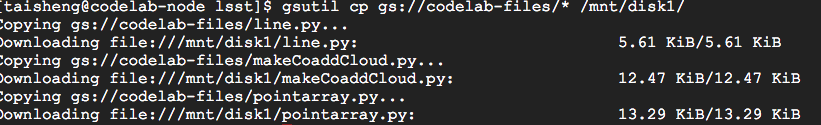 [taisheng@codelab-node lsst]$ gsutil cp gs://codelab-files/* /mnt/disk1/
Copying gs://codelab-files/line.py...
Downloading file:///mnt/disk1/line.py: 5.61 KiB/5.61 KiB
Copying gs://codelab-files/makeCoaddCloud.py...
Downloading file:///mnt/disk1/makeCoaddCloud.py: 12.47 KiB/12.47 KiB
Copying gs://codelab-files/pointarray.py...
Downloading file:///mnt/disk1/pointarray.py: 13.29 KiB/13.29 KiB